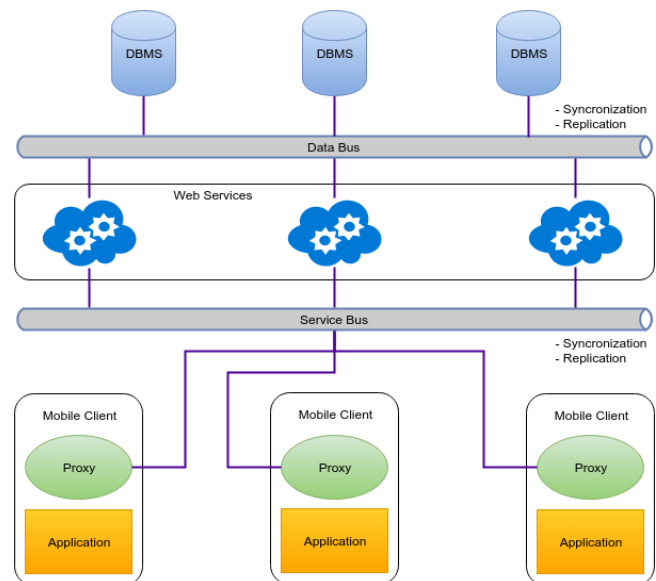 DBMS
DBMS
DBMS
- Syncronization
- Replication
Data Bus
Web Services
Service Bus
- Syncronization
- Replication
Mobile Client
Mobile Client
Mobile Client
Proxy
Proxy
Proxy
Application
Application
Application